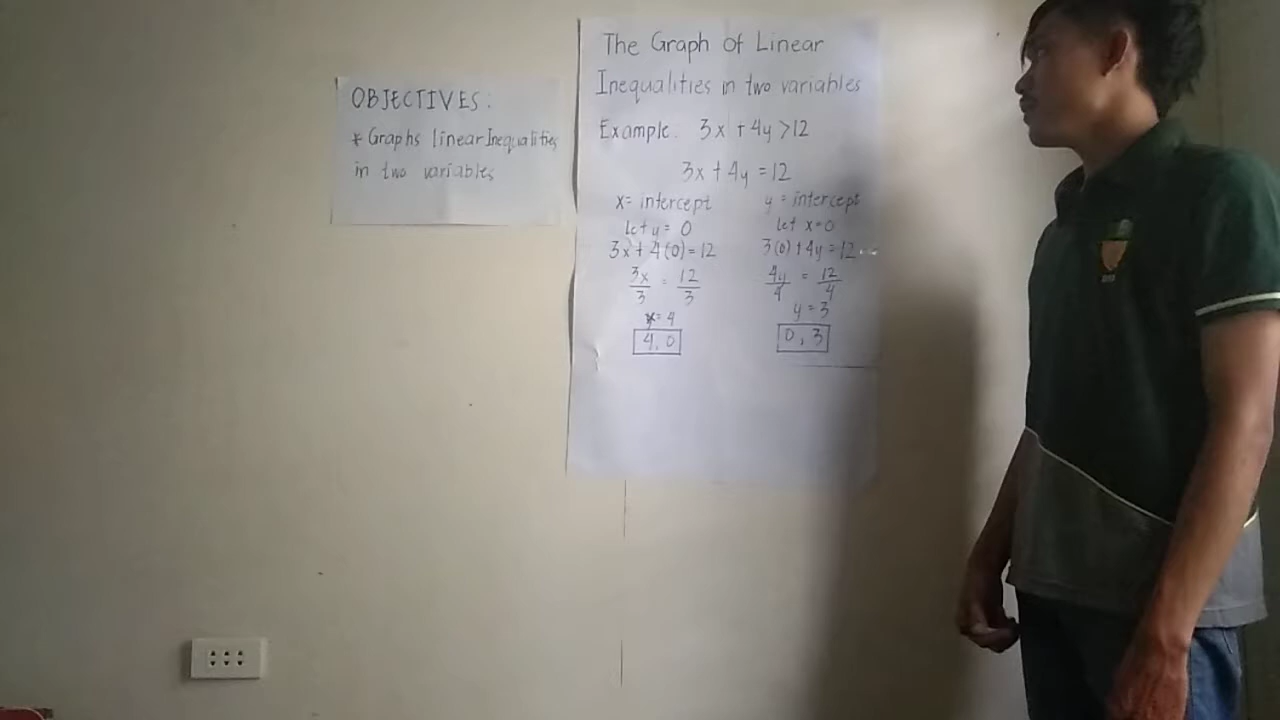 OBJECTIVES:
* Graphs linear Inequalities
in two variables
The Graph of Linear
Inequalities in two variables
Example. 3x + 4y > 12
3x + 4y = 12
x = intercept
let y = 0
3x + 4(0) = 12
3x/3 = 12/3
x = 4
4, 0
y = intercept
let x = 0
3(0) + 4y = 12
4y/4 = 12/4
y = 3
0, 3